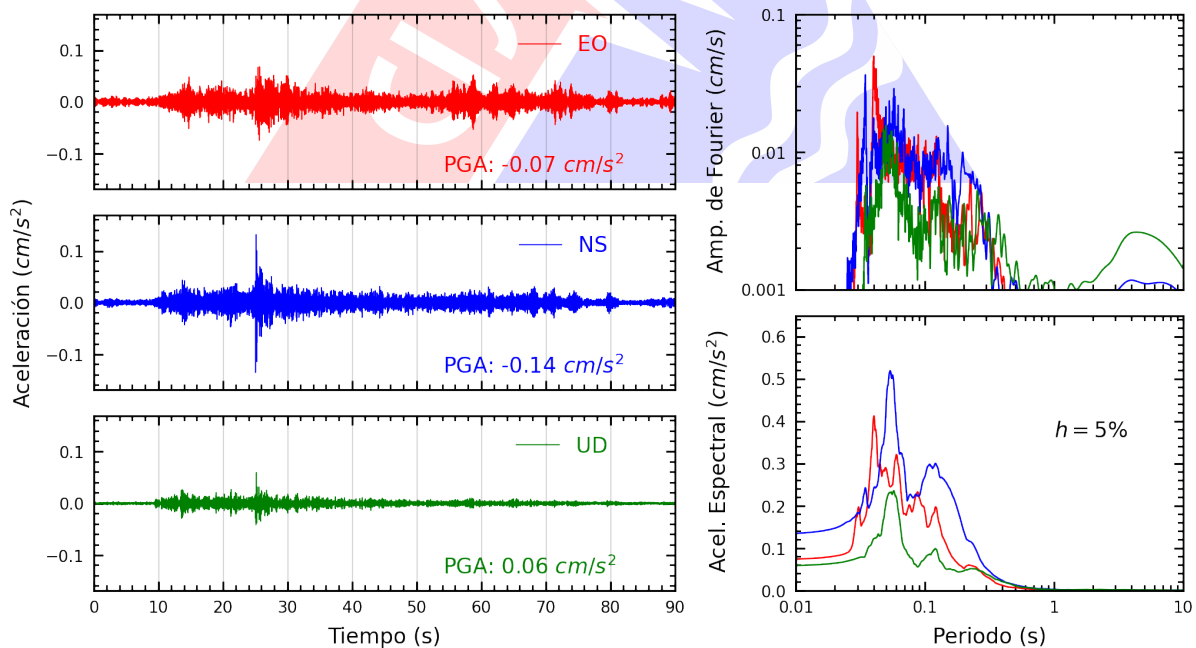 Aceleración (cm/s²)
0.1
0.0
−0.1
EO
PGA: -0.07 cm/s²
0.1
0.0
−0.1
NS
PGA: -0.14 cm/s²
0.1
0.0
−0.1
UD
PGA: 0.06 cm/s²
0 10 20 30 40 50 60 70 80 90
Tiempo (s)
Amp. de Fourier (cm/s)
0.1
0.01
0.001
Acel. Espectral (cm/s²)
0.5
0.4
0.3
0.2
0.1
0.0
h = 5%
0.01 0.1 1 10
Periodo (s)